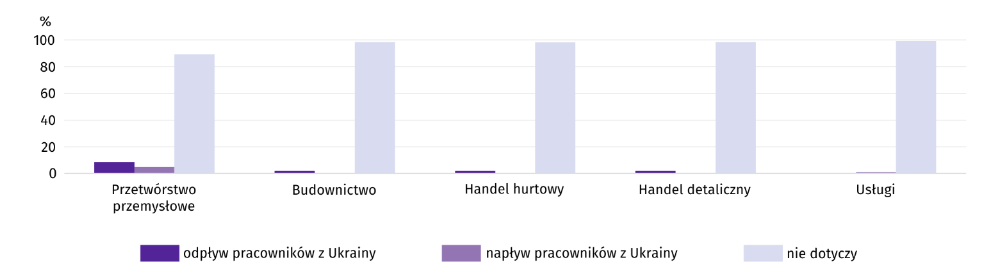 %
100
80
60
40
20
0
Przetwórstwo
przemysłowe
Budownictwo
Handel hurtowy
Handel detaliczny
Usługi
odpływ pracowników z Ukrainy
napływ pracowników z Ukrainy
nie dotyczy